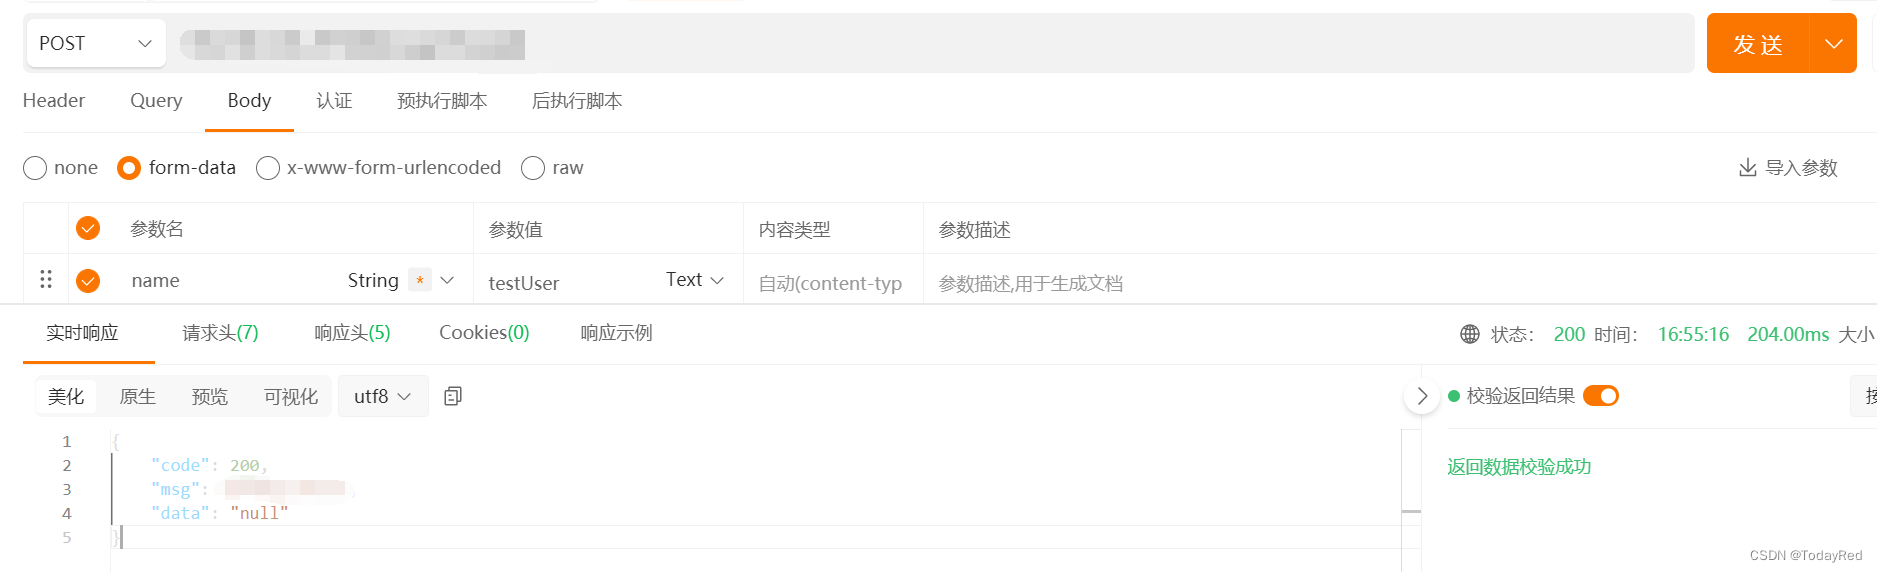 POST 发 送
Header Query Body 认证 预执行脚本 后执行脚本
none form-data x-www-form-urlencoded raw 导入参数
参数名 参数值 内容类型 参数描述
name String * testUser Text 自动(content-typ 参数描述,用于生成文档
实时响应 请求头(7) 响应头(5) Cookies(0) 响应示例 状态： 200 时间： 16:55:16 204.00ms 大小
美化 原生 预览 可视化 utf8 校验返回结果
1 {
2 "code": 200,
3 "msg": ,
4 "data": "null"
5 }
返回数据校验成功
CSDN @TodayRed